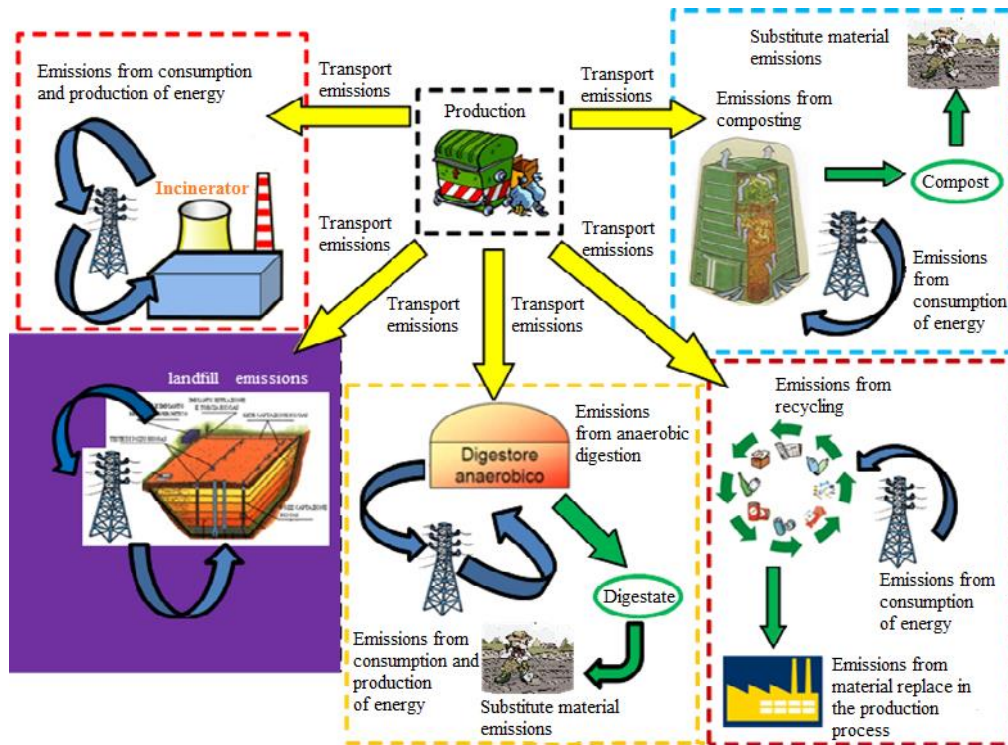 Emissions from consumption
and production of energy
Incinerator
Transport
emissions
Production
Transport
emissions
Substitute material
emissions
Emissions from
composting
Compost
Emissions
from
consumption
of energy
Transport
emissions
Transport
emissions
Transport
emissions
Transport
emissions
landfill emissions
Digestore
anaerobico
Emissions
from anaerobic
digestion
Digestate
Emissions from
consumption and
production
of energy
Substitute material
emissions
Emissions from
recycling
Emissions from
consumption
of energy
Emissions from
material replace in
the production
process